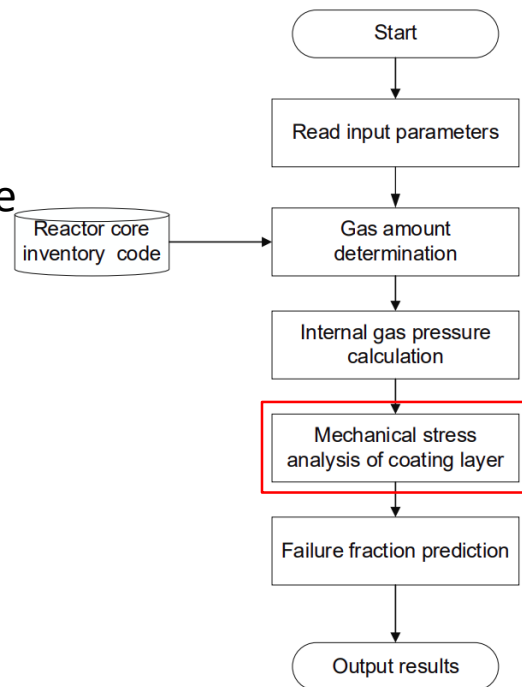 Start
Read input parameters
e
Reactor core
inventory code
Gas amount
determination
Internal gas pressure
calculation
Mechanical stress
analysis of coating layer
Failure fraction prediction
Output results